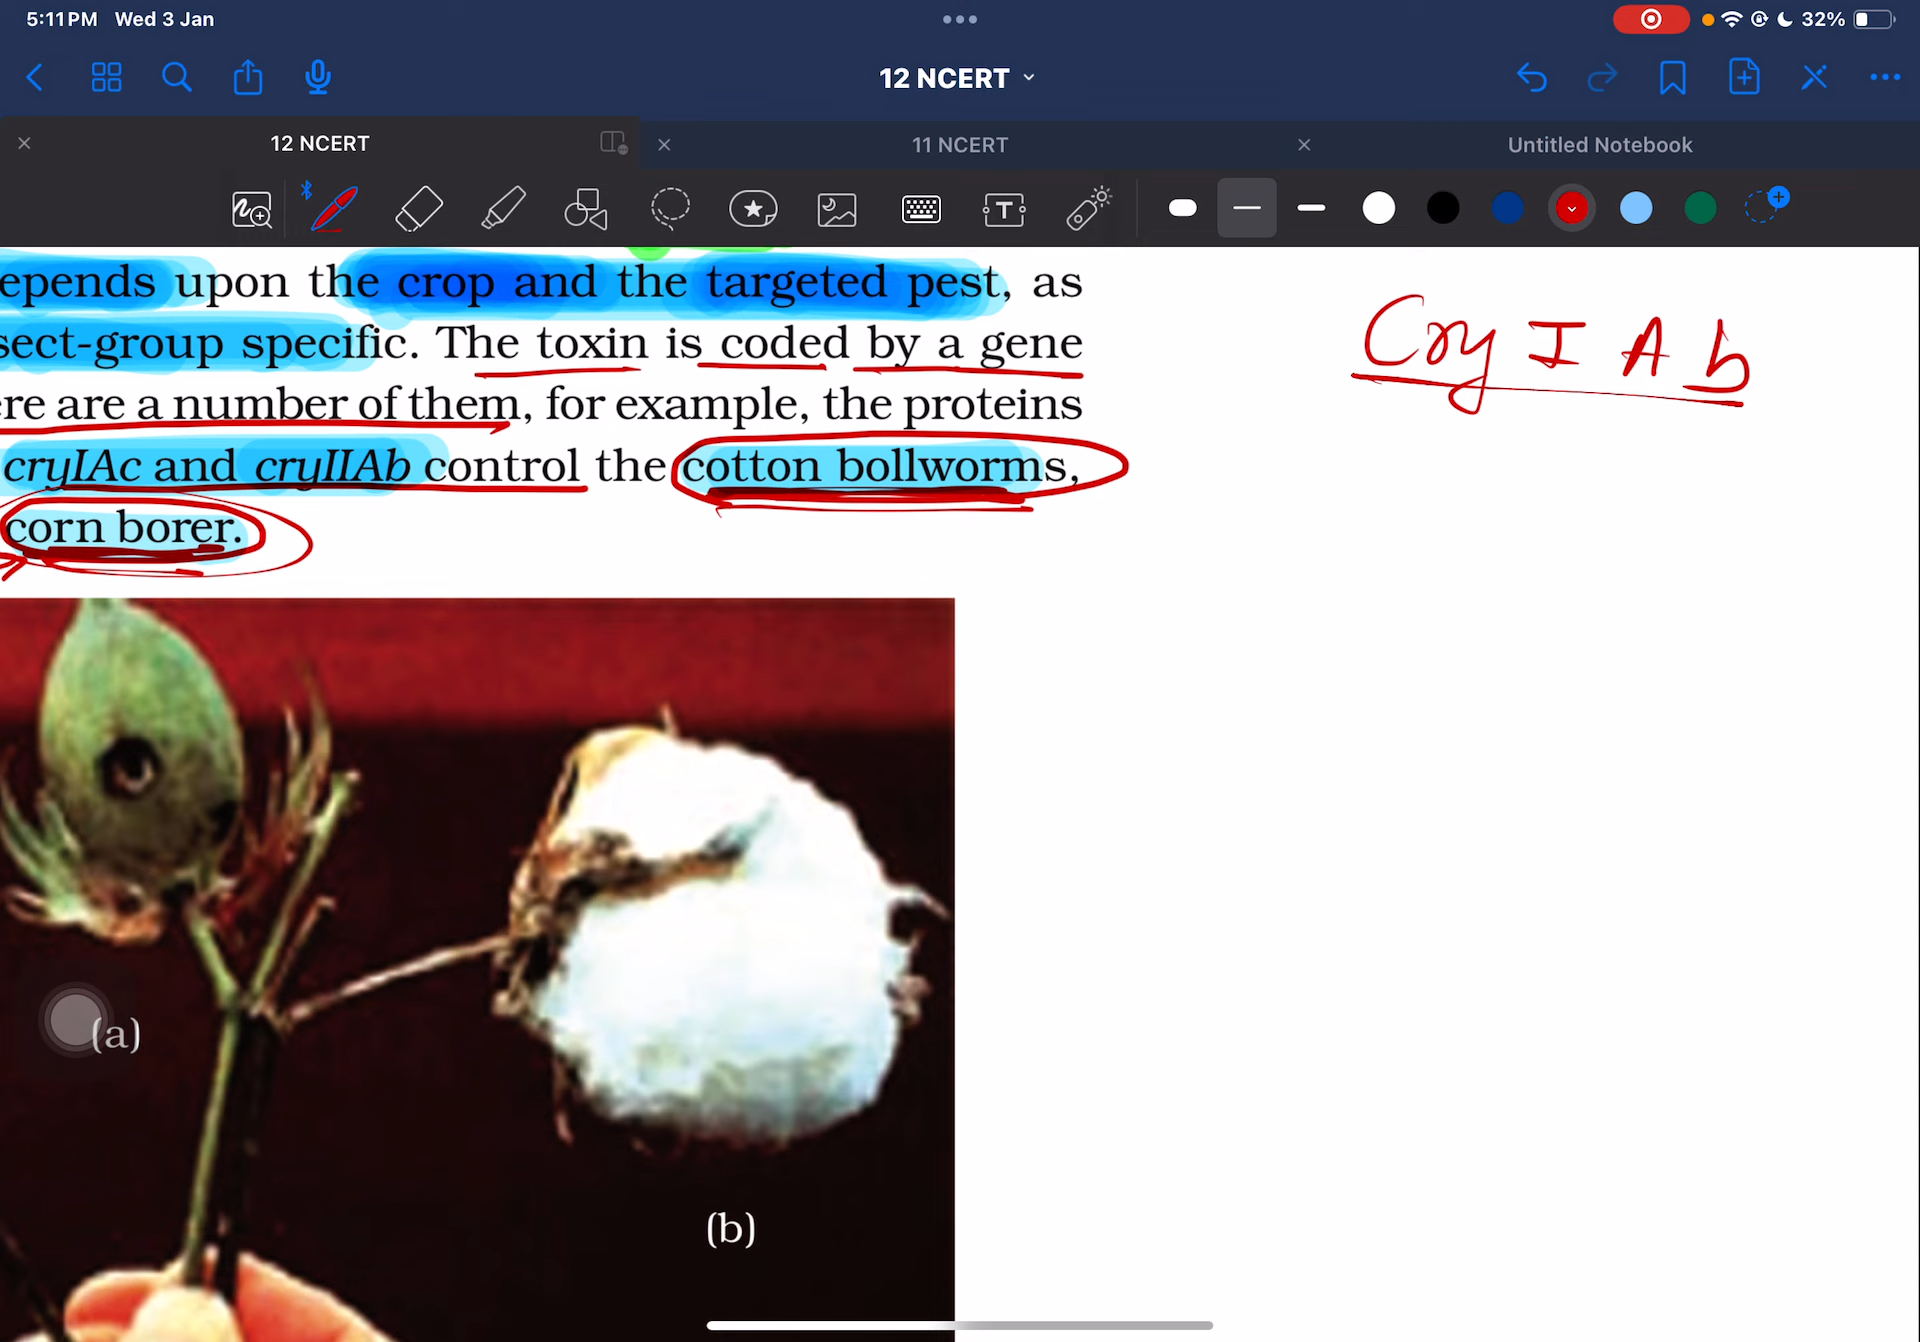 5:11PM Wed 3 Jan
32%
12 NCERT
12 NCERT
11 NCERT
Untitled Notebook
epends upon the crop and the targeted pest, as
sect-group specific. The toxin is coded by a gene
re are a number of them, for example, the proteins
cryIAc and cryIIAb control the cotton bollworms,
corn borer.
Cry I A b
(a)
(b)